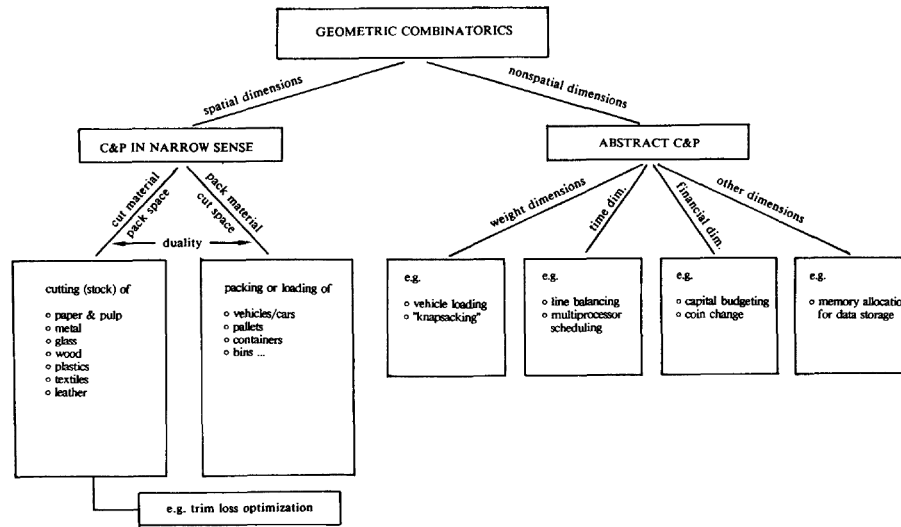 GEOMETRIC COMBINATORICS
spatial dimensions
nonspatial dimensions
C&P IN NARROW SENSE
ABSTRACT C&P
cut material
pack space
pack material
cut space
duality
weight dimensions
time dim.
financial dim.
other dimensions
cutting (stock) of
o paper & pulp
o metal
o glass
o wood
o plastics
o textiles
o leather
packing or loading of
o vehicles/cars
o pallets
o containers
o bins ...
e.g.
o vehicle loading
o "knapsacking"
e.g.
o line balancing
o multiprocessor
scheduling
e.g.
o capital budgeting
o coin change
e.g.
o memory allocation
for data storage
e.g. trim loss optimization